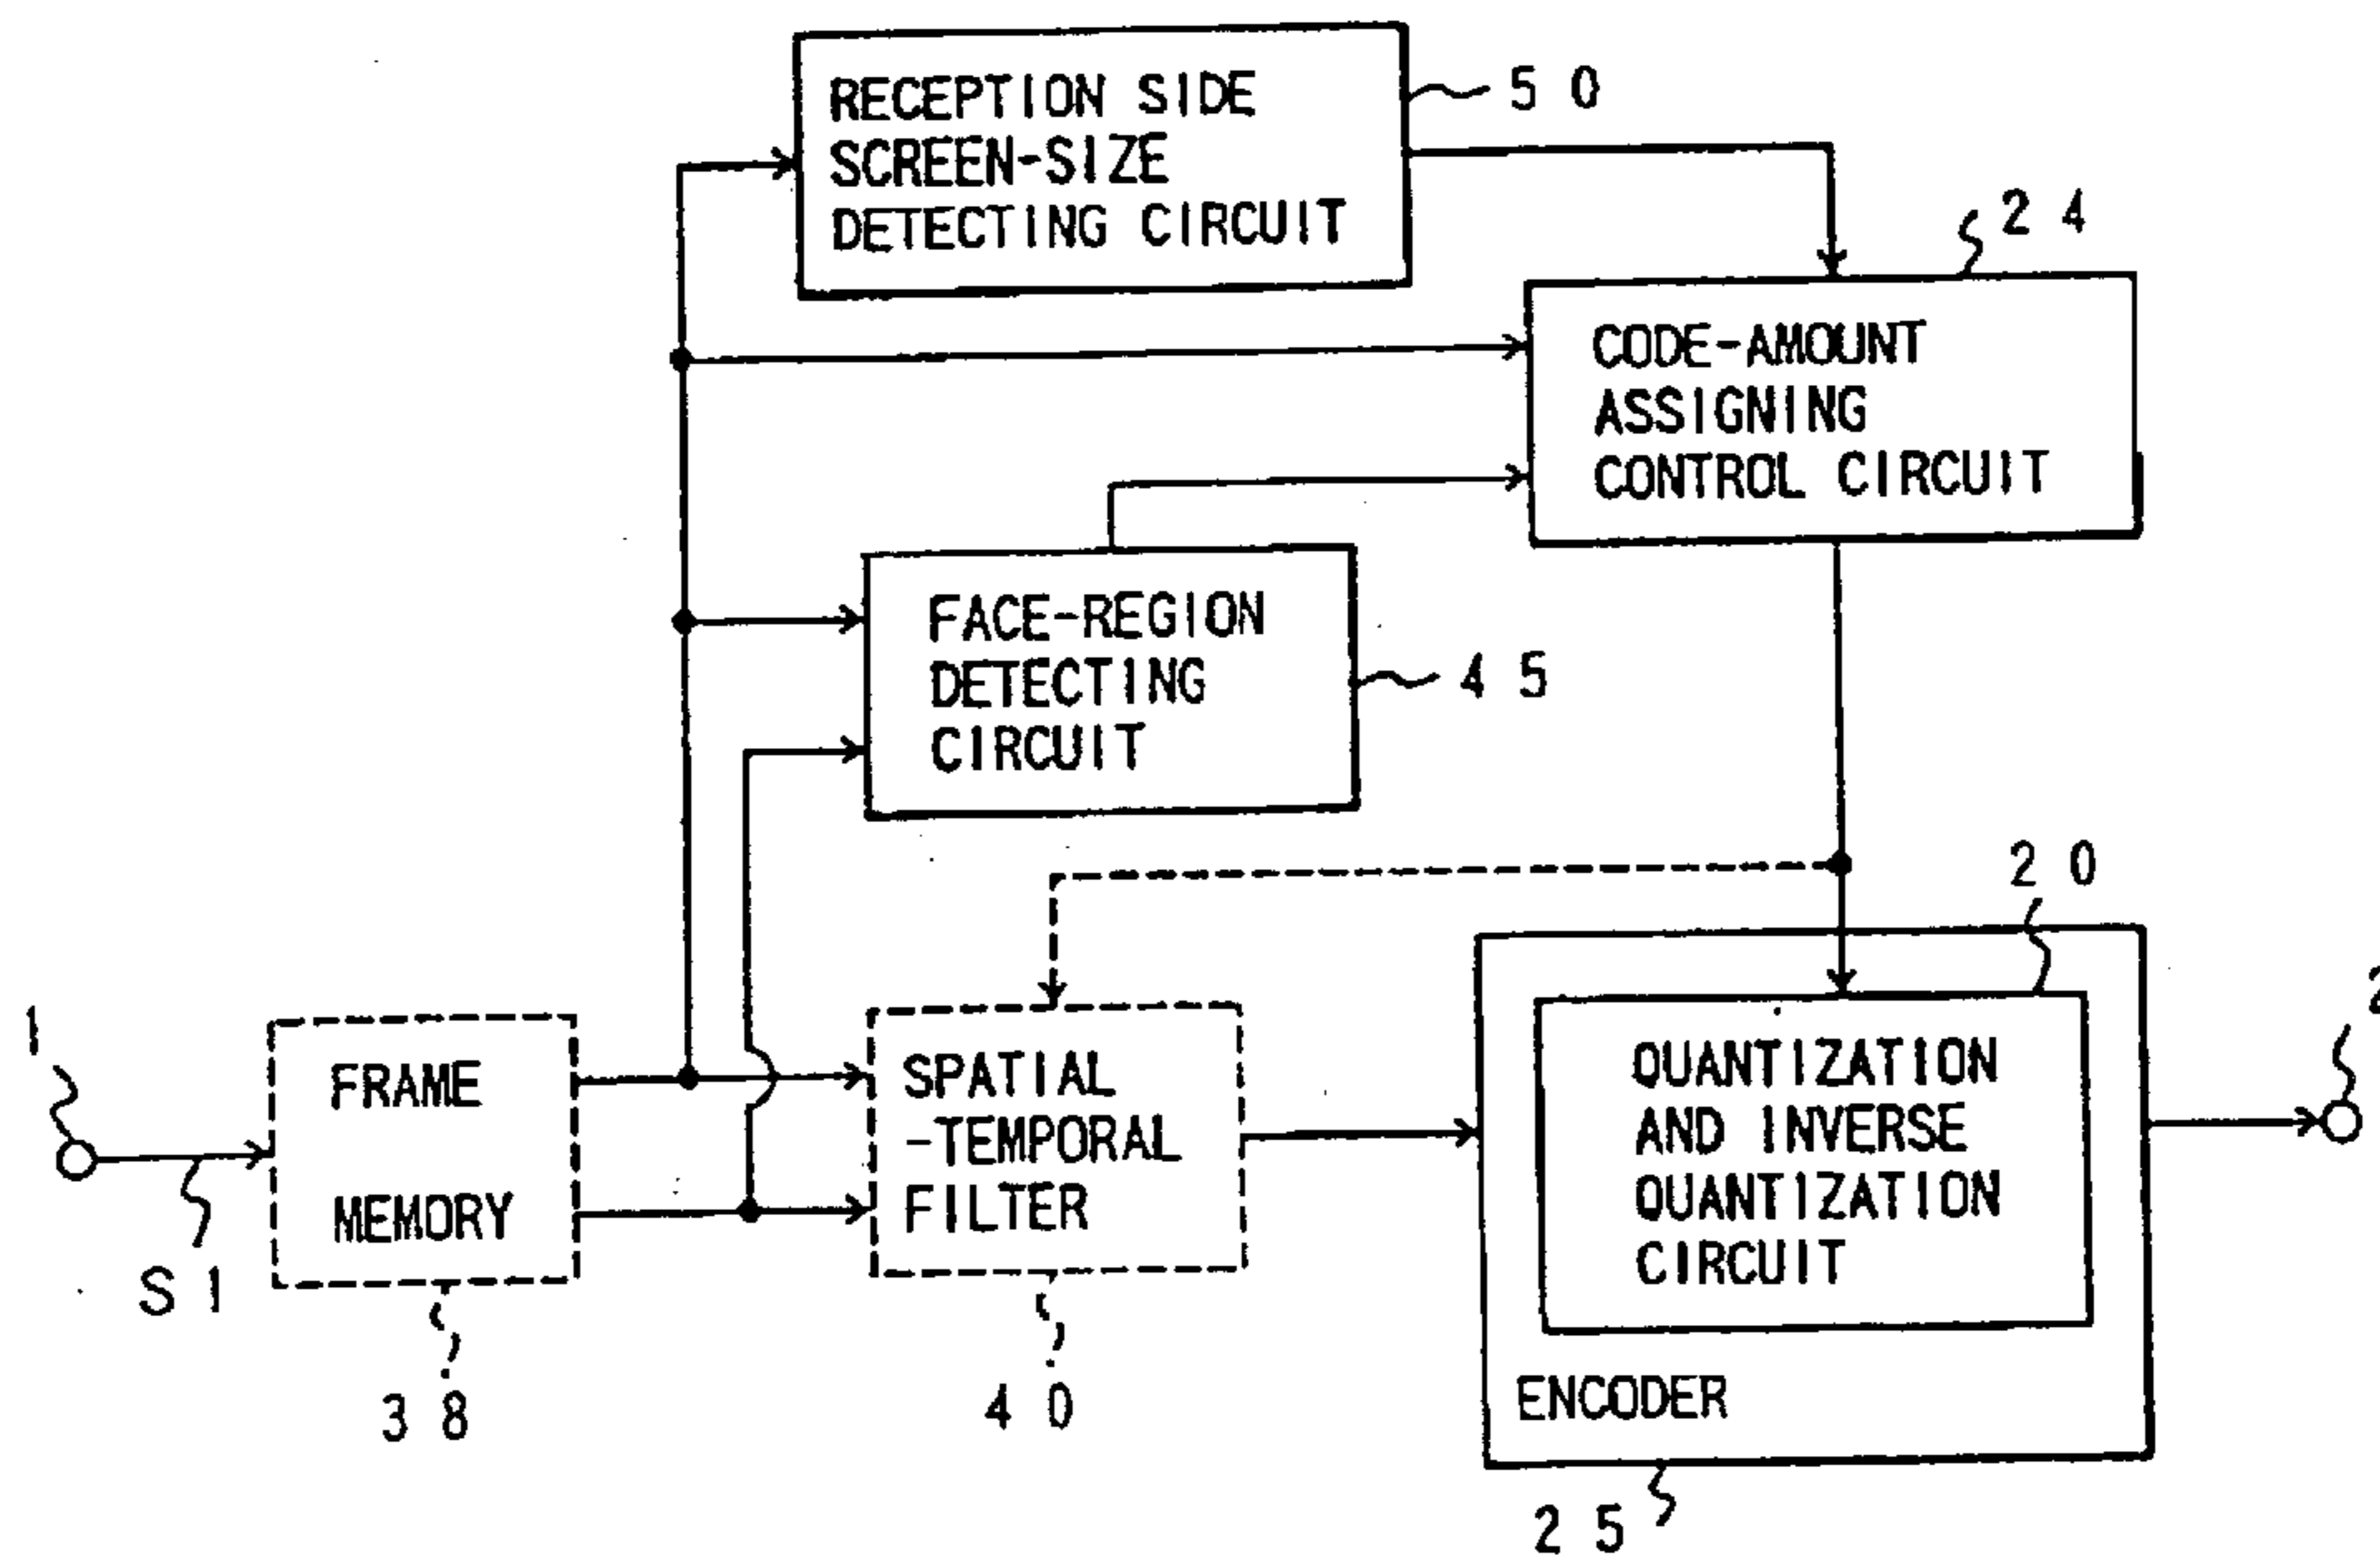 RECEPTION SIDE
SCREEN-SIZE
DETECTING CIRCUIT
50
24
CODE-AMOUNT
ASSIGNING
CONTROL CIRCUIT
FACE-REGION
DETECTING
CIRCUIT
45
20
1
2
FRAME
MEMORY
SPATIAL
-TEMPORAL
FILTER
QUANTIZATION
AND INVERSE
QUANTIZATION
CIRCUIT
S1
38
40
ENCODER
25